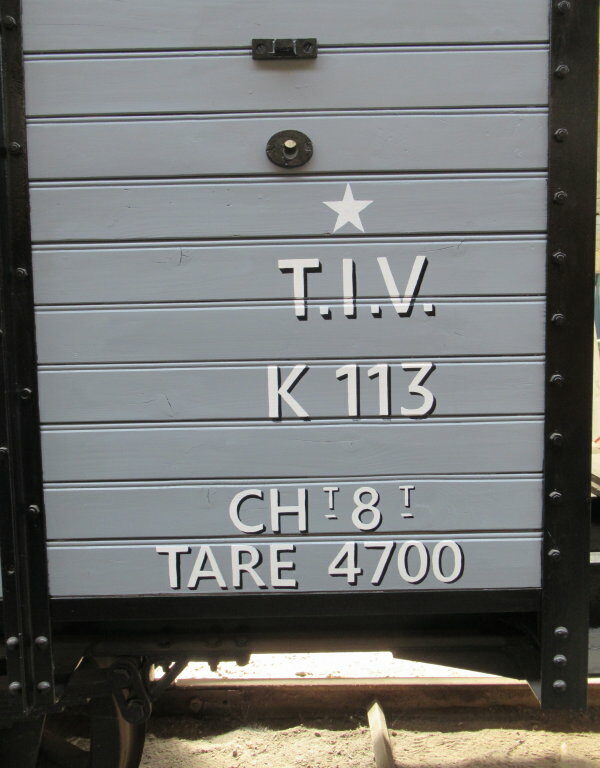 T.I.V.
K 113
CHT 8T
TARE 4700